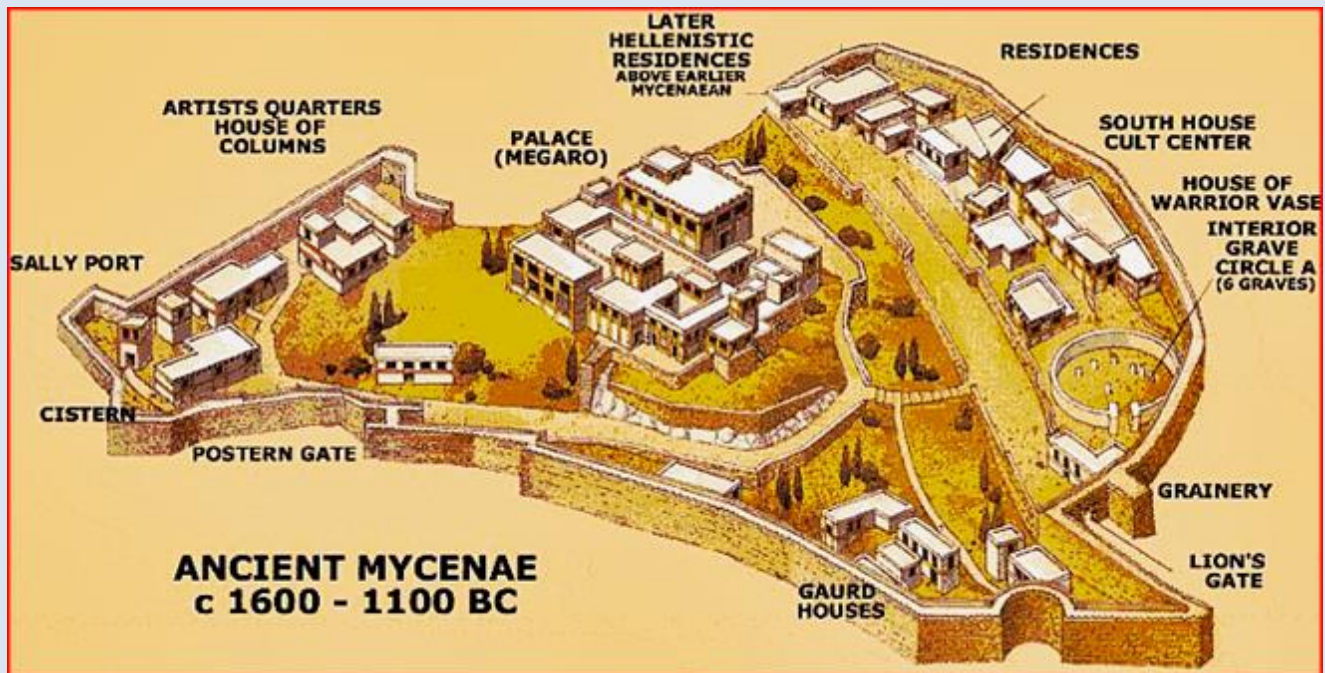 LATER
HELLENISTIC
RESIDENCES
ABOVE EARLIER
MYCENAEAN
RESIDENCES
ARTISTS QUARTERS
HOUSE OF
COLUMNS
PALACE
(MEGARO)
SOUTH HOUSE
CULT CENTER
HOUSE OF
WARRIOR VASE
INTERIOR
GRAVE
CIRCLE A
(6 GRAVES)
SALLY PORT
CISTERN
POSTERN GATE
GRAINERY
LION'S
GATE
GAURD
HOUSES
ANCIENT MYCENAE
c 1600 - 1100 BC